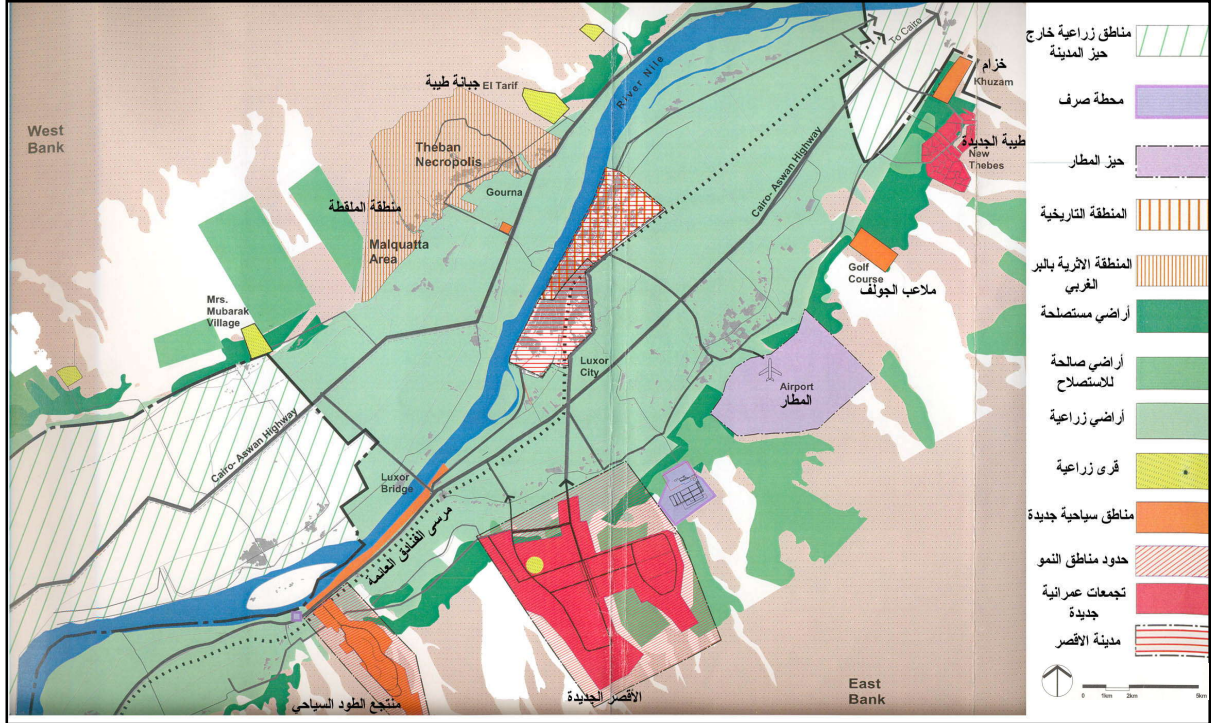 West
Bank
جبانة طيبة
El Tarif
Theban
Necropolis
Gourna
منطقة الملقطة
Malquatta
Area
Mrs.
Mubarak
Village
River Nile
To Cairo
Cairo- Aswan Highway
خزام
Khuzam
طيبة الجديدة
New
Thebes
Golf
Course
ملاعب الجولف
Airport
المطار
Luxor
City
Cairo- Aswan Highway
Luxor
Bridge
مرسى الفنادق العائمة
منتجع الطود السياحي
الأقصر الجديدة
East
Bank
مناطق زراعية خارج
حيز المدينة
محطة صرف
حيز المطار
المنطقة التاريخية
المنطقة الاثرية بالبر
الغربي
أراضي مستصلحة
أراضي صالحة
للاستصلاح
أراضي زراعية
قرى زراعية
مناطق سياحية جديدة
حدود مناطق النمو
تجمعات عمرانية
جديدة
مدينة الاقصر
0 1km 2km 5km